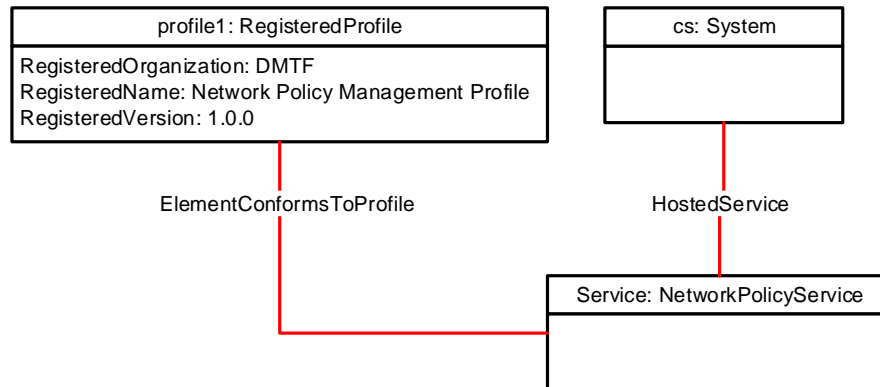 profile1: RegisteredProfile
RegisteredOrganization: DMTF
RegisteredName: Network Policy Management Profile
RegisteredVersion: 1.0.0
cs: System
ElementConformsToProfile
HostedService
Service: NetworkPolicyService